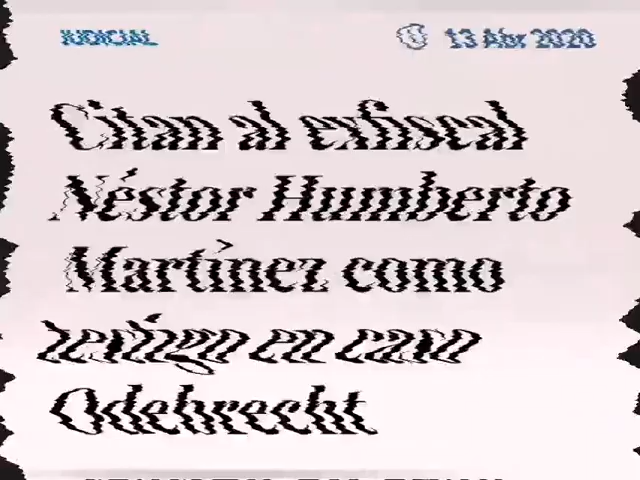 JUDICIAL
13 Abr 2020
Citan al exfiscal
Néstor Humberto
Martínez como
testigo en caso
Odebrecht